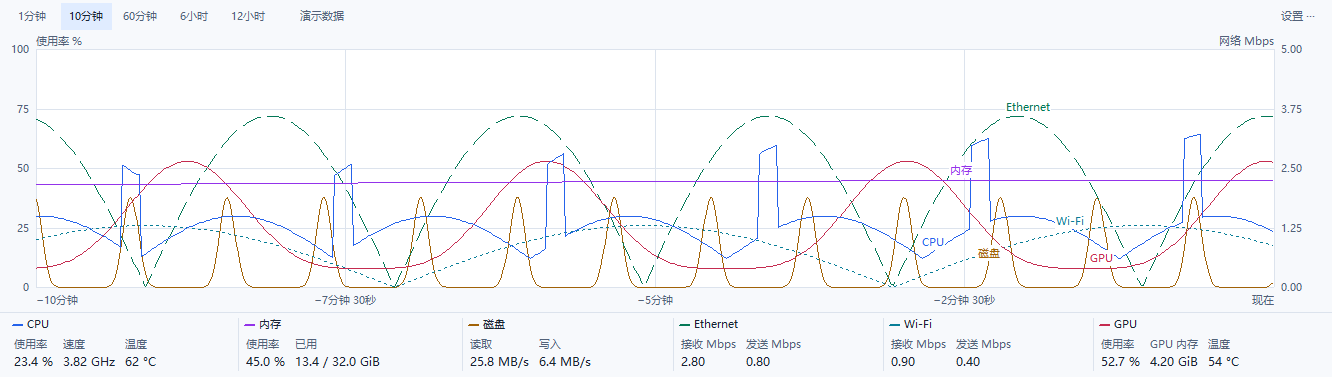 1分钟 10分钟 60分钟 6小时 12小时 演示数据 设置 ···
使用率 % 网络 Mbps
100 5.00
75 3.75
Ethernet
50 2.50
内存
25 1.25
Wi-Fi
CPU
磁盘
GPU
0 0.00
−10分钟 −7分钟 30秒 −5分钟 −2分钟 30秒 现在
CPU 内存 磁盘 Ethernet Wi-Fi GPU
使用率 速度 温度 使用率 已用 读取 写入 接收 Mbps 发送 Mbps 接收 Mbps 发送 Mbps 使用率 GPU 内存 温度
23.4 % 3.82 GHz 62 °C 45.0 % 13.4 / 32.0 GiB 25.8 MB/s 6.4 MB/s 2.80 0.80 0.90 0.40 52.7 % 4.20 GiB 54 °C